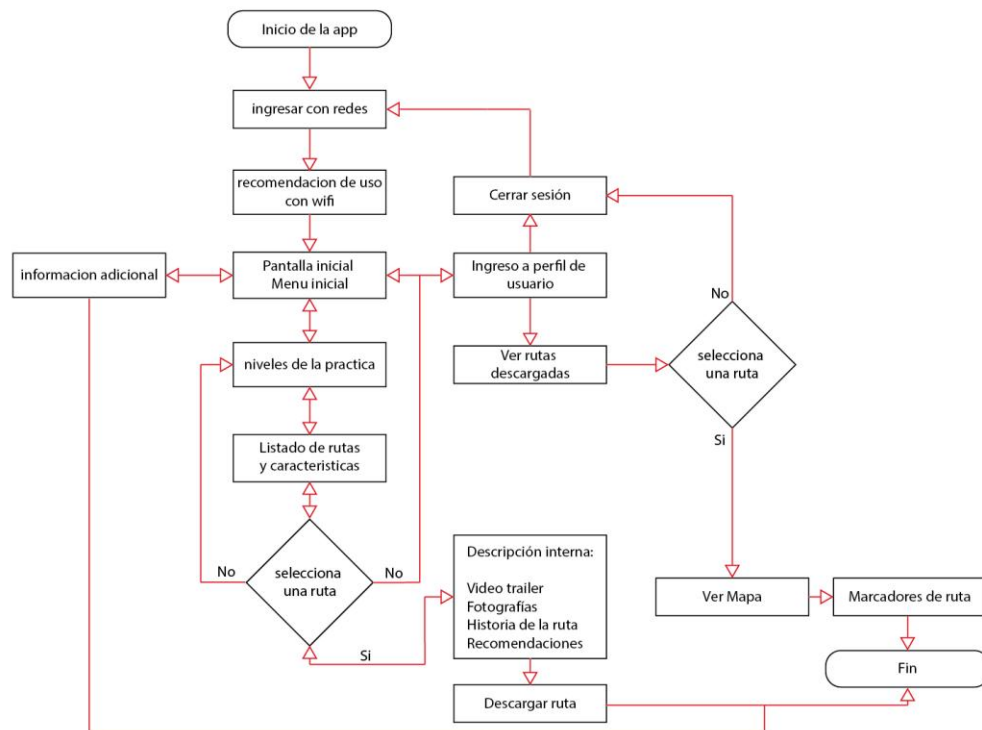 Inicio de la app
ingresar con redes
recomendacion de uso
con wifi
Cerrar sesión
informacion adicional
Pantalla inicial
Menu inicial
Ingreso a perfil de
usuario
No
niveles de la practica
Ver rutas
descargadas
selecciona
una ruta
Si
Listado de rutas
y caracteristicas
selecciona
una ruta
No
No
Si
Descripción interna:
Video trailer
Fotografías
Historia de la ruta
Recomendaciones
Ver Mapa
Marcadores de ruta
Fin
Descargar ruta